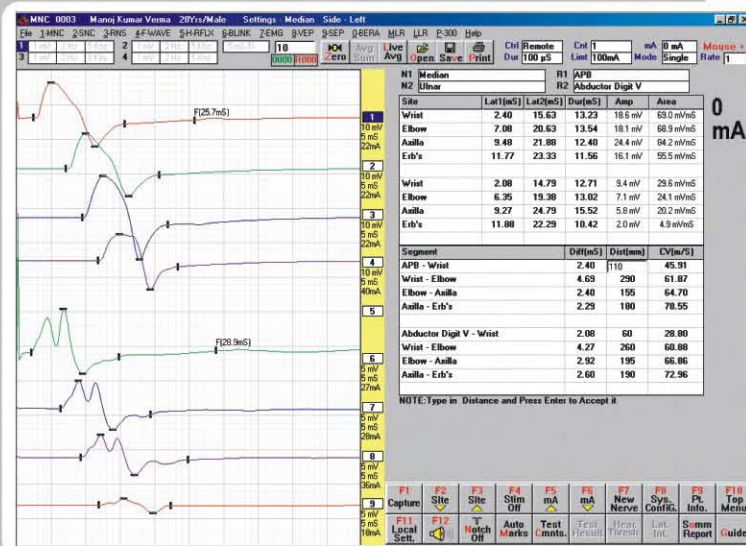 MNC 0003 Manoj Kumar Verma 28Yrs/Male Settings - Median Side - Left
File 1-MNC 2-SNC 3-RNS 4-F-WAVE 5-H-RFLX 6-BLINK 7-EMG 8-VEP 9-SEP 0-BERA MLR LLR P-300 Help
1 2 10 Zero Avg Sum Live Avg Open Save Print Ctrl Remote Cnt 1 mA 0 mA Mouse
3 4 0000 R000 Dur 100 µS Limt 100mA Mode Single Rate 1
N1 Median R1 APB
N2 Ulnar R2 Abductor Digit V
Site Lat1(mS) Lat2(mS) Dur(mS) Amp Area
Wrist 2.40 15.63 13.23 18.6 mV 69.0 mVmS
Elbow 7.08 20.63 13.54 18.1 mV 68.9 mVmS
Axilla 9.48 21.88 12.40 24.4 mV 84.2 mVmS
Erb's 11.77 23.33 11.56 16.1 mV 55.5 mVmS
Wrist 2.08 14.79 12.71 9.4 mV 29.6 mVmS
Elbow 6.35 19.38 13.02 7.1 mV 24.1 mVmS
Axilla 9.27 24.79 15.52 5.8 mV 20.2 mVmS
Erb's 11.88 22.29 10.42 2.0 mV 4.9 mVmS
0
mA
Segment Diff(mS) Dist(mm) CV(m/S)
APB - Wrist 2.40 110 45.91
Wrist - Elbow 4.69 290 61.87
Elbow - Axilla 2.40 155 64.70
Axilla - Erb's 2.29 180 78.55
Abductor Digit V - Wrist 2.08 60 28.80
Wrist - Elbow 4.27 260 60.88
Elbow - Axilla 2.92 195 66.86
Axilla - Erb's 2.60 190 72.96
NOTE:Type in Distance and Press Enter to Accept it
F(25.7mS)
F(28.9mS)
1
10 mV
5 mS
22mA
2
10 mV
5 mS
22mA
3
10 mV
5 mS
22mA
4
10 mV
5 mS
40mA
5
6
5 mV
5 mS
27mA
7
5 mV
5 mS
28mA
8
5 mV
5 mS
36mA
9
5 mV
5 mS
18mA
F1 F2 F3 F4 F5 F6 F7 F8 F9 F10
Capture Site Site Stim Off mA mA New Nerve Sys. ConfiG. Pt. Info. Top Menu
F11 F12
Local Sett. Notch Off Auto Marks Test Cmnts. Test Result Hear. Thresh Lat.-Int. Summ Report Guide